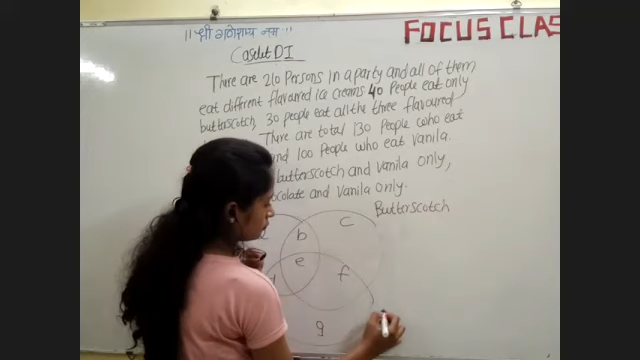 ।। श्री गणेशाय नमः ।।
FOCUS CLAS
Caselet DI
There are 210 Persons in a party and all of them
eat different flavoured ice creams 40 People eat only
butterscotch, 30 people eat all the three flavoured
There are total 130 People who eat
and 100 People who eat Vanila.
butterscotch and vanila only,
ocolate and Vanila only.
Butterscotch
b
c
e
f
g